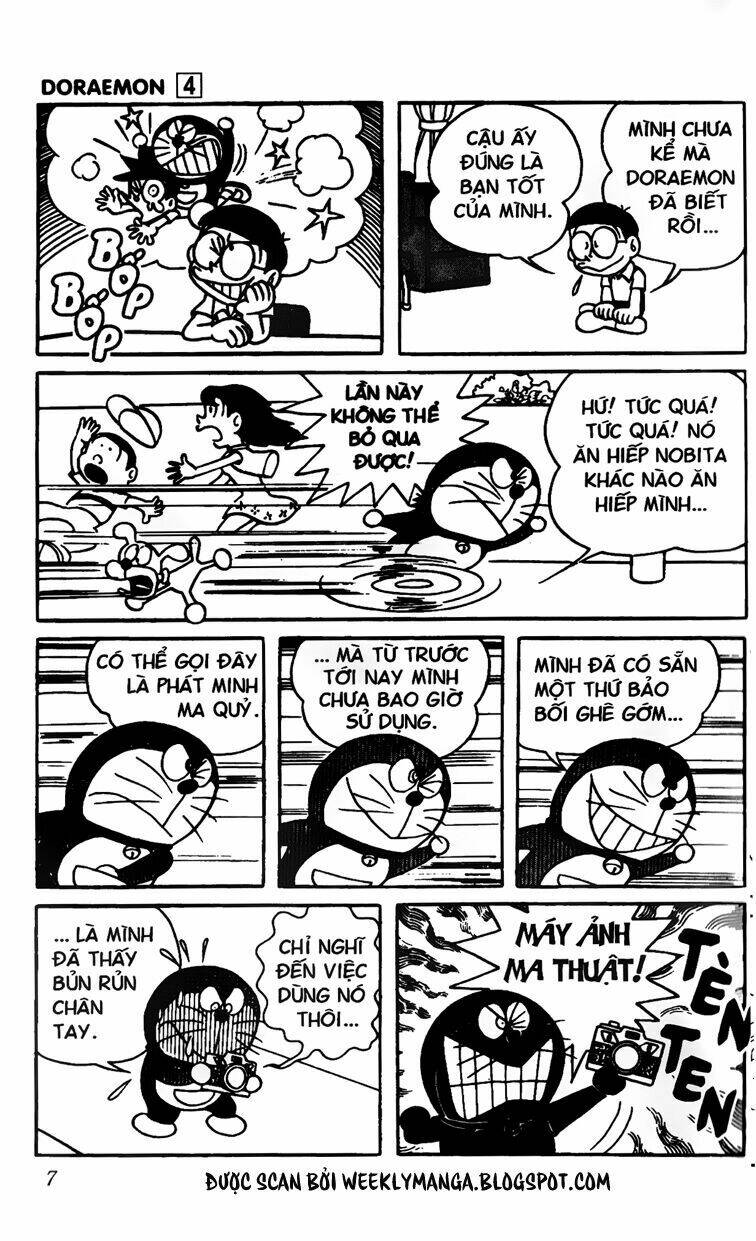 DORAEMON 4
MÌNH CHƯA
KỂ MÀ
DORAEMON
ĐÃ BIẾT
RỒI...
CẬU ẤY
ĐÚNG LÀ
BẠN TỐT
CỦA MÌNH.
BỐP
BỐP
HỨ! TỨC QUÁ!
TỨC QUÁ! NÓ
ĂN HIẾP NOBITA
KHÁC NÀO ĂN
HIẾP MÌNH...
LẦN NÀY
KHÔNG THỂ
BỎ QUA
ĐƯỢC!
MÌNH ĐÃ CÓ SẴN
MỘT THỨ BẢO
BỐI GHÊ GỚM...
... MÀ TỪ TRƯỚC
TỚI NAY MÌNH
CHƯA BAO GIỜ
SỬ DỤNG.
CÓ THỂ GỌI ĐÂY
LÀ PHÁT MINH
MA QUỶ.
MÁY ẢNH
MA THUẬT!
TÈN
TEN
CHỈ NGHĨ
ĐẾN VIỆC
DÙNG NÓ
THÔI...
... LÀ MÌNH
ĐÃ THẤY
BỦN RỦN
CHÂN
TAY.
7
ĐƯỢC SCAN BỞI WEEKLYMANGA.BLOGSPOT.COM